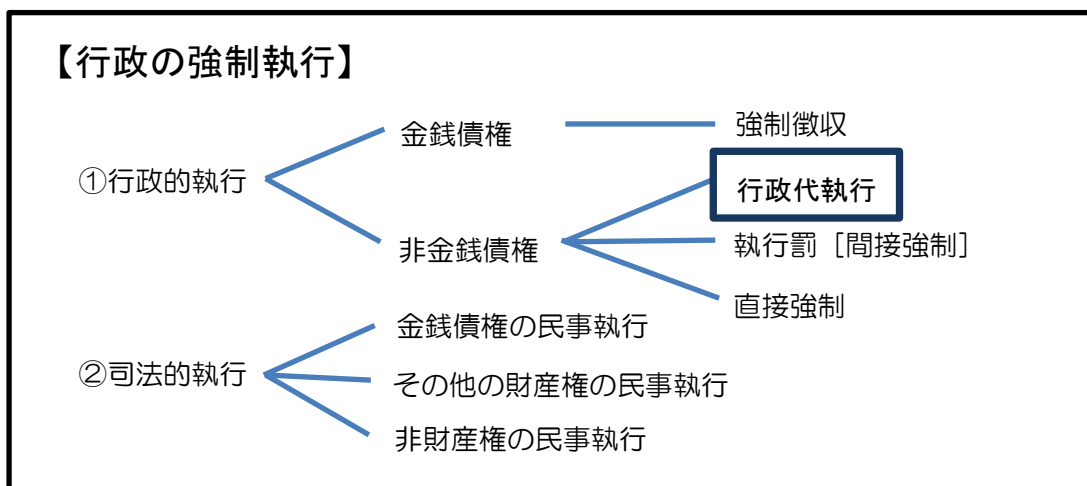 【行政の強制執行】
①行政的執行
金銭債権
強制徴収
非金銭債権
行政代執行
執行罰［間接強制］
直接強制
②司法的執行
金銭債権の民事執行
その他の財産権の民事執行
非財産権の民事執行